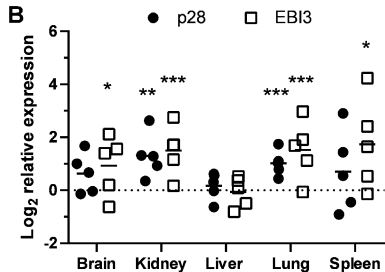 B
p28 EBI3
Log2 relative expression
6
4
2
0
-2
* ** *** *** *** *
Brain Kidney Liver Lung Spleen